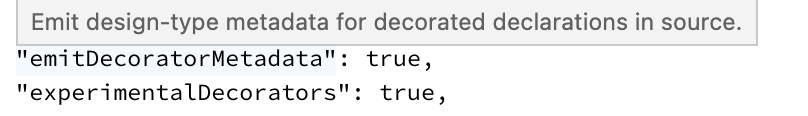 Emit design-type metadata for decorated declarations in source.
"emitDecoratorMetadata": true,
"experimentalDecorators": true,